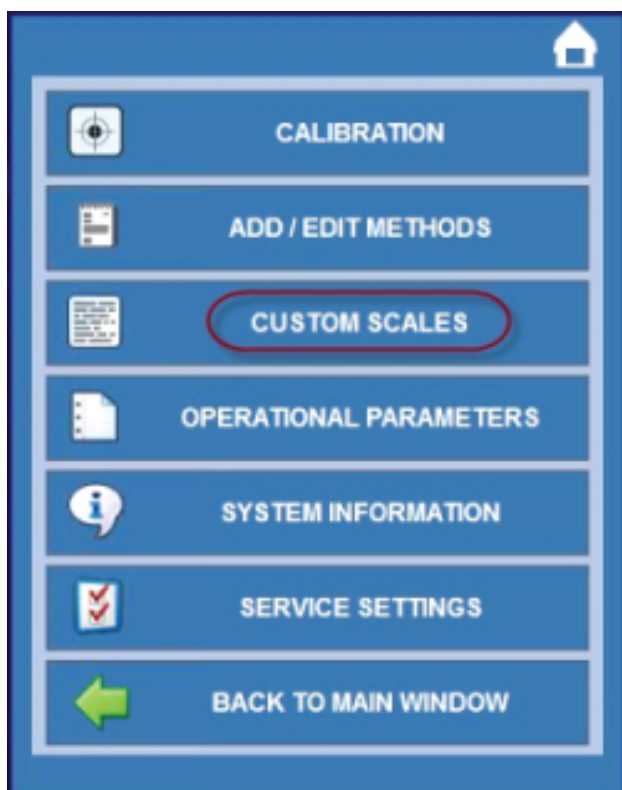 CALIBRATION
ADD / EDIT METHODS
CUSTOM SCALES
OPERATIONAL PARAMETERS
SYSTEM INFORMATION
SERVICE SETTINGS
BACK TO MAIN WINDOW